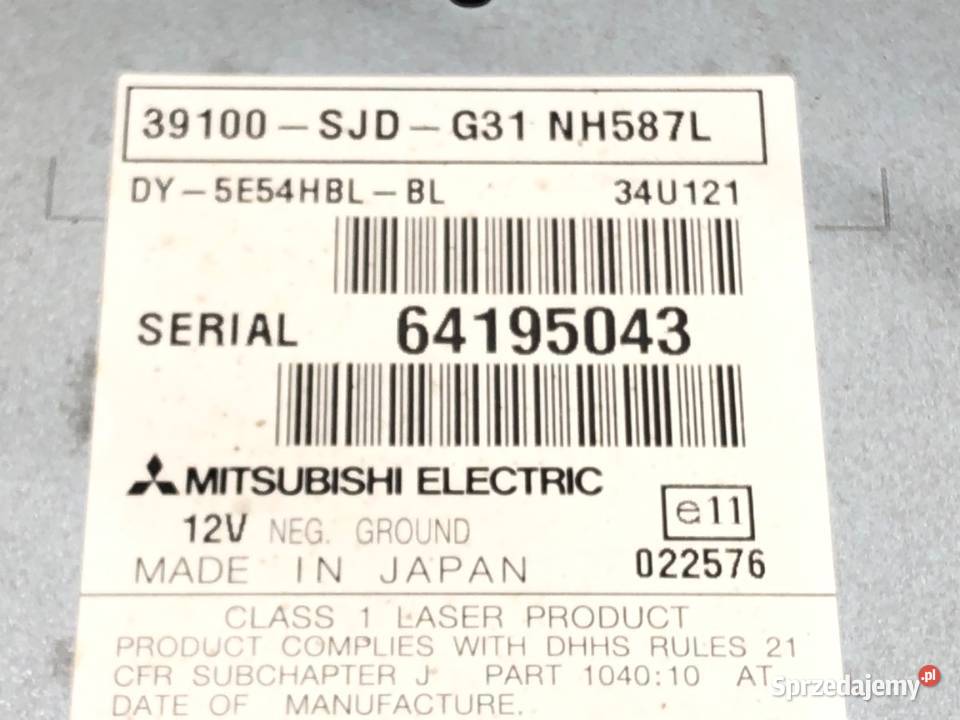 39100-SJD-G31 NH587L
DY-5E54HBL-BL 34U121
SERIAL 64195043
MITSUBISHI ELECTRIC
12V NEG. GROUND e11
MADE IN JAPAN 022576
CLASS 1 LASER PRODUCT
PRODUCT COMPLIES WITH DHHS RULES 21
CFR SUBCHAPTER J PART 1040:10 AT
DATE OF MANUFACTURE.
Sprzedajemy.pl